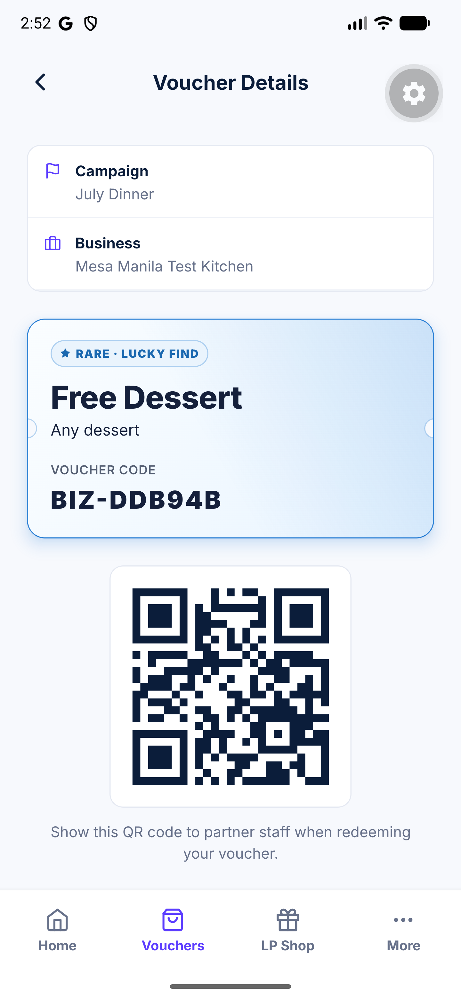 2:52
Voucher Details
Campaign
July Dinner
Business
Mesa Manila Test Kitchen
RARE · LUCKY FIND
Free Dessert
Any dessert
VOUCHER CODE
BIZ-DDB94B
Show this QR code to partner staff when redeeming
your voucher.
Home
Vouchers
LP Shop
More